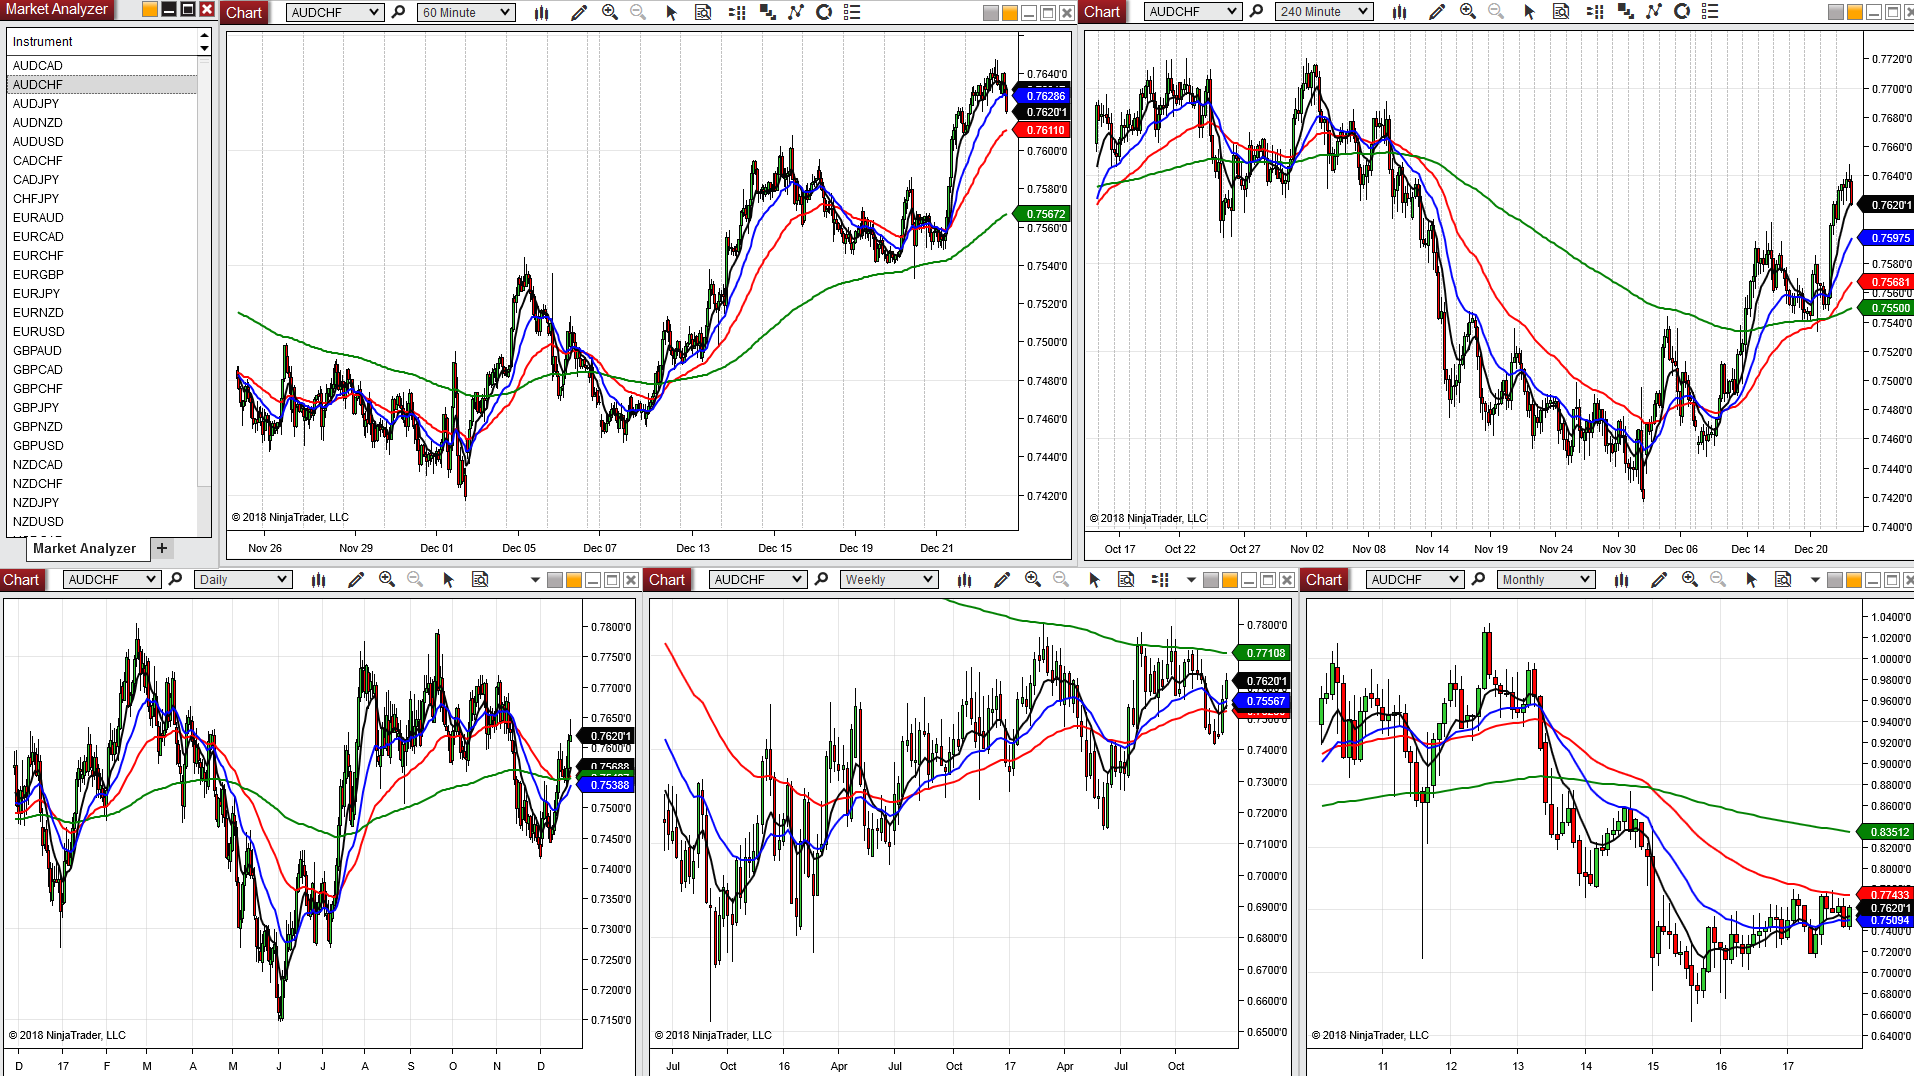 Market Analyzer
Instrument
AUDCAD
AUDCHF
AUDJPY
AUDNZD
AUDUSD
CADCHF
CADJPY
CHFJPY
EURAUD
EURCAD
EURCHF
EURGBP
EURJPY
EURNZD
EURUSD
GBPAUD
GBPCAD
GBPCHF
GBPJPY
GBPNZD
GBPUSD
NZDCAD
NZDCHF
NZDJPY
NZDUSD
Market Analyzer +
Chart AUDCHF 60 Minute
0.7640'0
0.76286
0.7620'1
0.76110
0.7600'0
0.7580'0
0.75672
0.7560'0
0.7540'0
0.7520'0
0.7500'0
0.7480'0
0.7460'0
0.7440'0
0.7420'0
© 2018 NinjaTrader, LLC
Nov 26 Nov 29 Dec 01 Dec 05 Dec 07 Dec 13 Dec 15 Dec 19 Dec 21
Chart AUDCHF 240 Minute
0.7720'0
0.7700'0
0.7680'0
0.7660'0
0.7640'0
0.7620'1
0.75975
0.7580'0
0.75681
0.7560'0
0.75500
0.7540'0
0.7520'0
0.7500'0
0.7480'0
0.7460'0
0.7440'0
0.7420'0
0.7400'0
© 2018 NinjaTrader, LLC
Oct 17 Oct 22 Oct 27 Nov 02 Nov 08 Nov 14 Nov 19 Nov 24 Nov 30 Dec 06 Dec 14 Dec 20
Chart AUDCHF Daily
0.7800'0
0.7750'0
0.7700'0
0.7650'0
0.7620'1
0.7600'0
0.75688
0.75388
0.7500'0
0.7450'0
0.7400'0
0.7350'0
0.7300'0
0.7250'0
0.7200'0
0.7150'0
© 2018 NinjaTrader, LLC
D 17 F M A M J J A S O N D
Chart AUDCHF Weekly
0.7800'0
0.77108
0.7620'1
0.75567
0.7500'0
0.7400'0
0.7300'0
0.7200'0
0.7100'0
0.7000'0
0.6900'0
0.6800'0
0.6700'0
0.6600'0
0.6500'0
© 2018 NinjaTrader, LLC
Jul Oct 16 Apr Jul Oct 17 Apr Jul Oct
Chart AUDCHF Monthly
1.0400'0
1.0200'0
1.0000'0
0.9800'0
0.9600'0
0.9400'0
0.9200'0
0.9000'0
0.8800'0
0.8600'0
0.83512
0.8200'0
0.8000'0
0.77433
0.7620'1
0.75094
0.7400'0
0.7200'0
0.7000'0
0.6800'0
0.6600'0
0.6400'0
© 2018 NinjaTrader, LLC
11 12 13 14 15 16 17